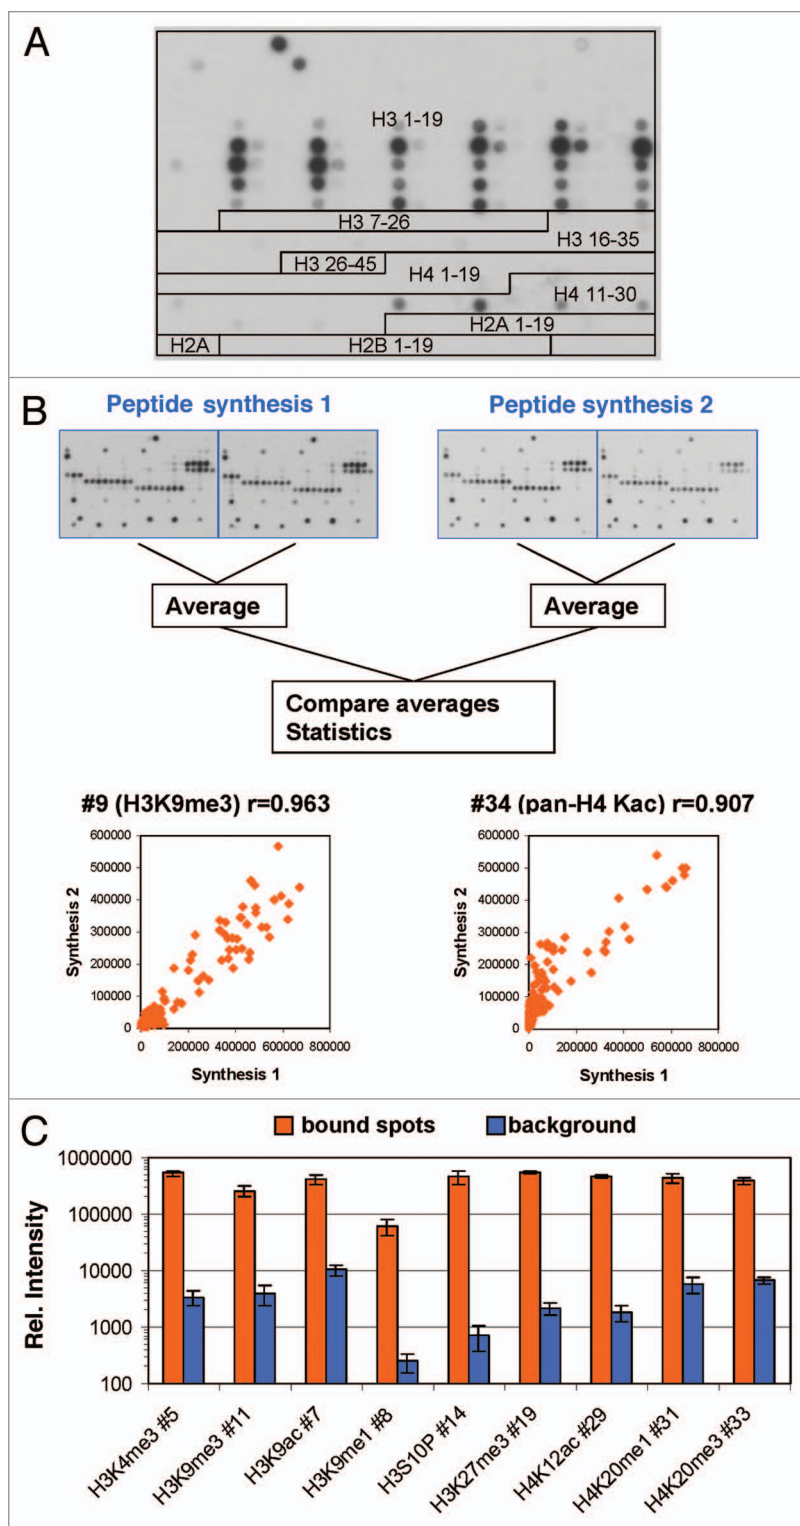 A
H3 1-19
H3 7-26
H3 16-35
H3 26-45
H4 1-19
H4 11-30
H2A 1-19
H2A
H2B 1-19
B
Peptide synthesis 1
Peptide synthesis 2
Average
Average
Compare averages
Statistics
#9 (H3K9me3) r=0.963
600000
500000
400000
300000
200000
100000
0
Synthesis 2
0 200000 400000 600000 800000
Synthesis 1
#34 (pan-H4 Kac) r=0.907
600000
500000
400000
300000
200000
100000
0
Synthesis 2
0 200000 400000 600000 800000
Synthesis 1
C
bound spots
background
1000000
100000
10000
1000
100
Rel. Intensity
H3K4me3 #5
H3K9me3 #11
H3K9ac #7
H3K9me1 #8
H3S10P #14
H3K27me3 #19
H4K12ac #29
H4K20me1 #31
H4K20me3 #33